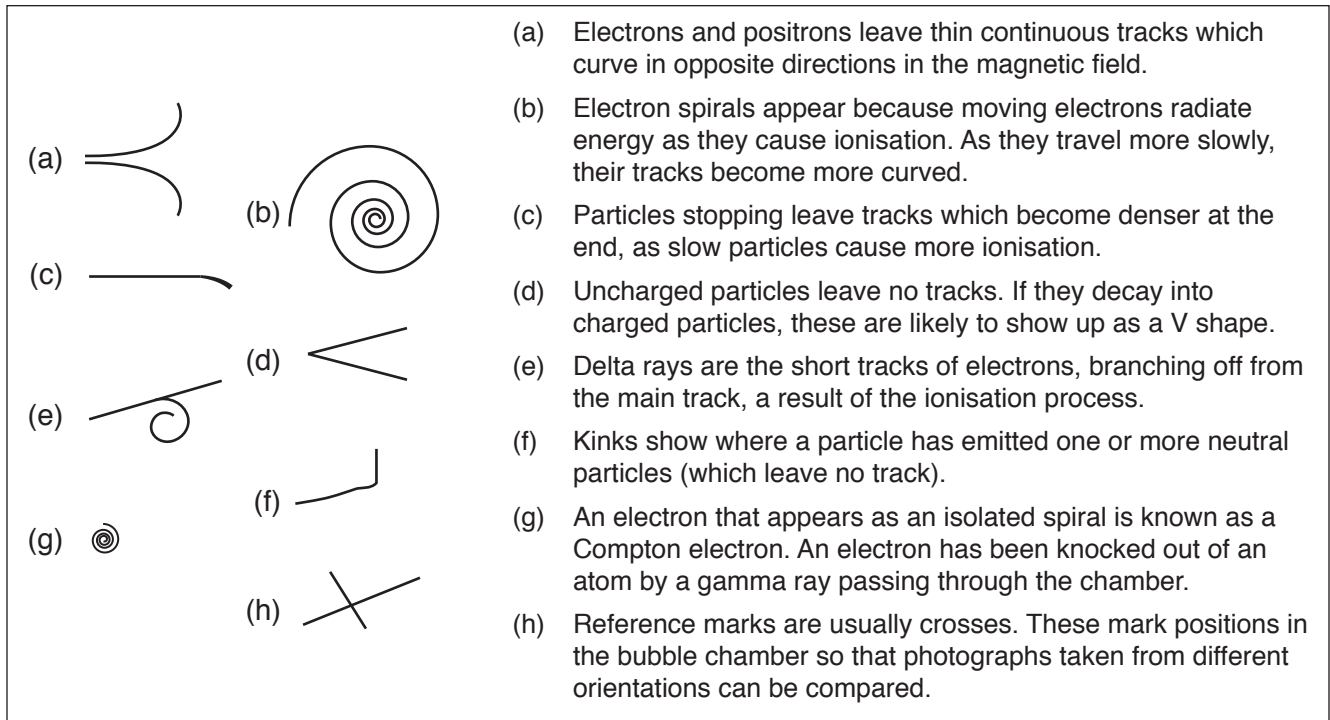 (a) Electrons and positrons leave thin continuous tracks which
curve in opposite directions in the magnetic field.
(b) Electron spirals appear because moving electrons radiate
energy as they cause ionisation. As they travel more slowly,
their tracks become more curved.
(c) Particles stopping leave tracks which become denser at the
end, as slow particles cause more ionisation.
(d) Uncharged particles leave no tracks. If they decay into
charged particles, these are likely to show up as a V shape.
(e) Delta rays are the short tracks of electrons, branching off from
the main track, a result of the ionisation process.
(f) Kinks show where a particle has emitted one or more neutral
particles (which leave no track).
(g) An electron that appears as an isolated spiral is known as a
Compton electron. An electron has been knocked out of an
atom by a gamma ray passing through the chamber.
(h) Reference marks are usually crosses. These mark positions in
the bubble chamber so that photographs taken from different
orientations can be compared.
(a)
(b)
(c)
(d)
(e)
(f)
(g)
(h)